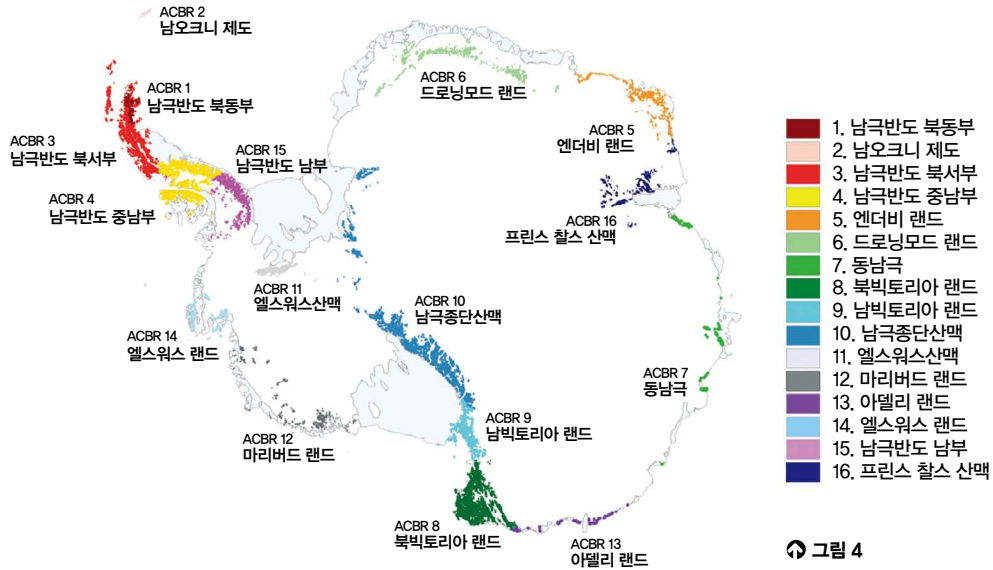 ACBR 2
남오크니 제도
ACBR 1
남극반도 북동부
ACBR 3
남극반도 북서부
ACBR 4
남극반도 중남부
ACBR 15
남극반도 남부
ACBR 6
드로닝모드 랜드
ACBR 5
엔더비 랜드
ACBR 16
프린스 찰스 산맥
ACBR 11
엘스워스산맥
ACBR 10
남극종단산맥
ACBR 14
엘스워스 랜드
ACBR 7
동남극
ACBR 9
남빅토리아 랜드
ACBR 12
마리버드 랜드
ACBR 8
북빅토리아 랜드
ACBR 13
아델리 랜드
1. 남극반도 북동부
2. 남오크니 제도
3. 남극반도 북서부
4. 남극반도 중남부
5. 엔더비 랜드
6. 드로닝모드 랜드
7. 동남극
8. 북빅토리아 랜드
9. 남빅토리아 랜드
10. 남극종단산맥
11. 엘스워스산맥
12. 마리버드 랜드
13. 아델리 랜드
14. 엘스워스 랜드
15. 남극반도 남부
16. 프린스 찰스 산맥
그림 4